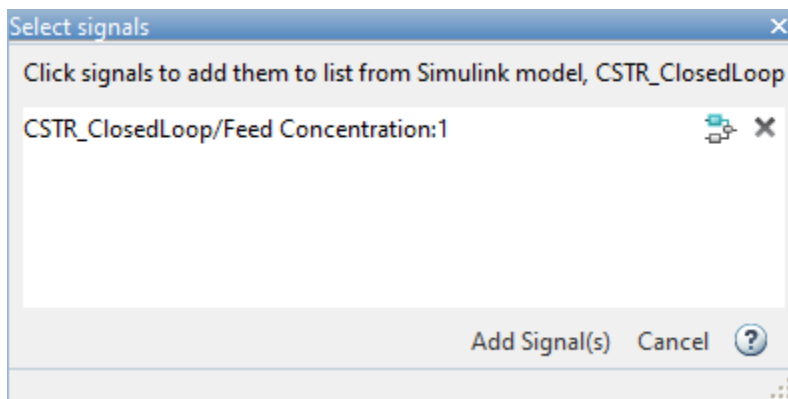 Select signals
Click signals to add them to list from Simulink model, CSTR_ClosedLoop
CSTR_ClosedLoop/Feed Concentration:1
Add Signal(s) Cancel ?